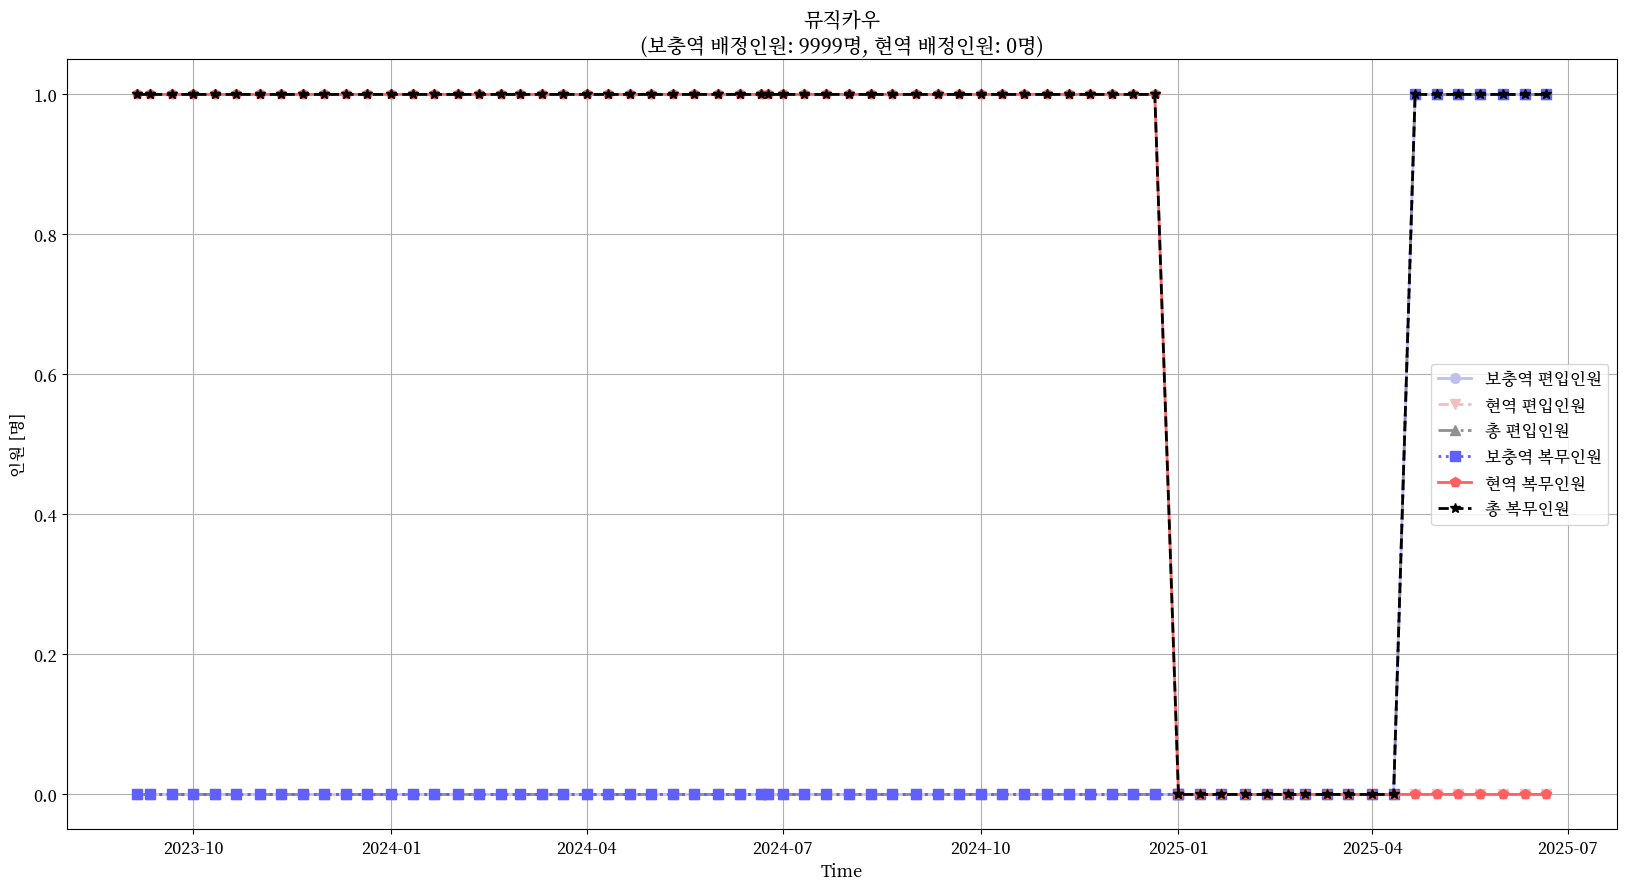 뮤직카우
(보충역 배정인원: 9999명, 현역 배정인원: 0명)
1.0
0.8
0.6
0.4
0.2
0.0
인원 [명]
보충역 편입인원
현역 편입인원
총 편입인원
보충역 복무인원
현역 복무인원
총 복무인원
2023-10
2024-01
2024-04
2024-07
2024-10
2025-01
2025-04
2025-07
Time